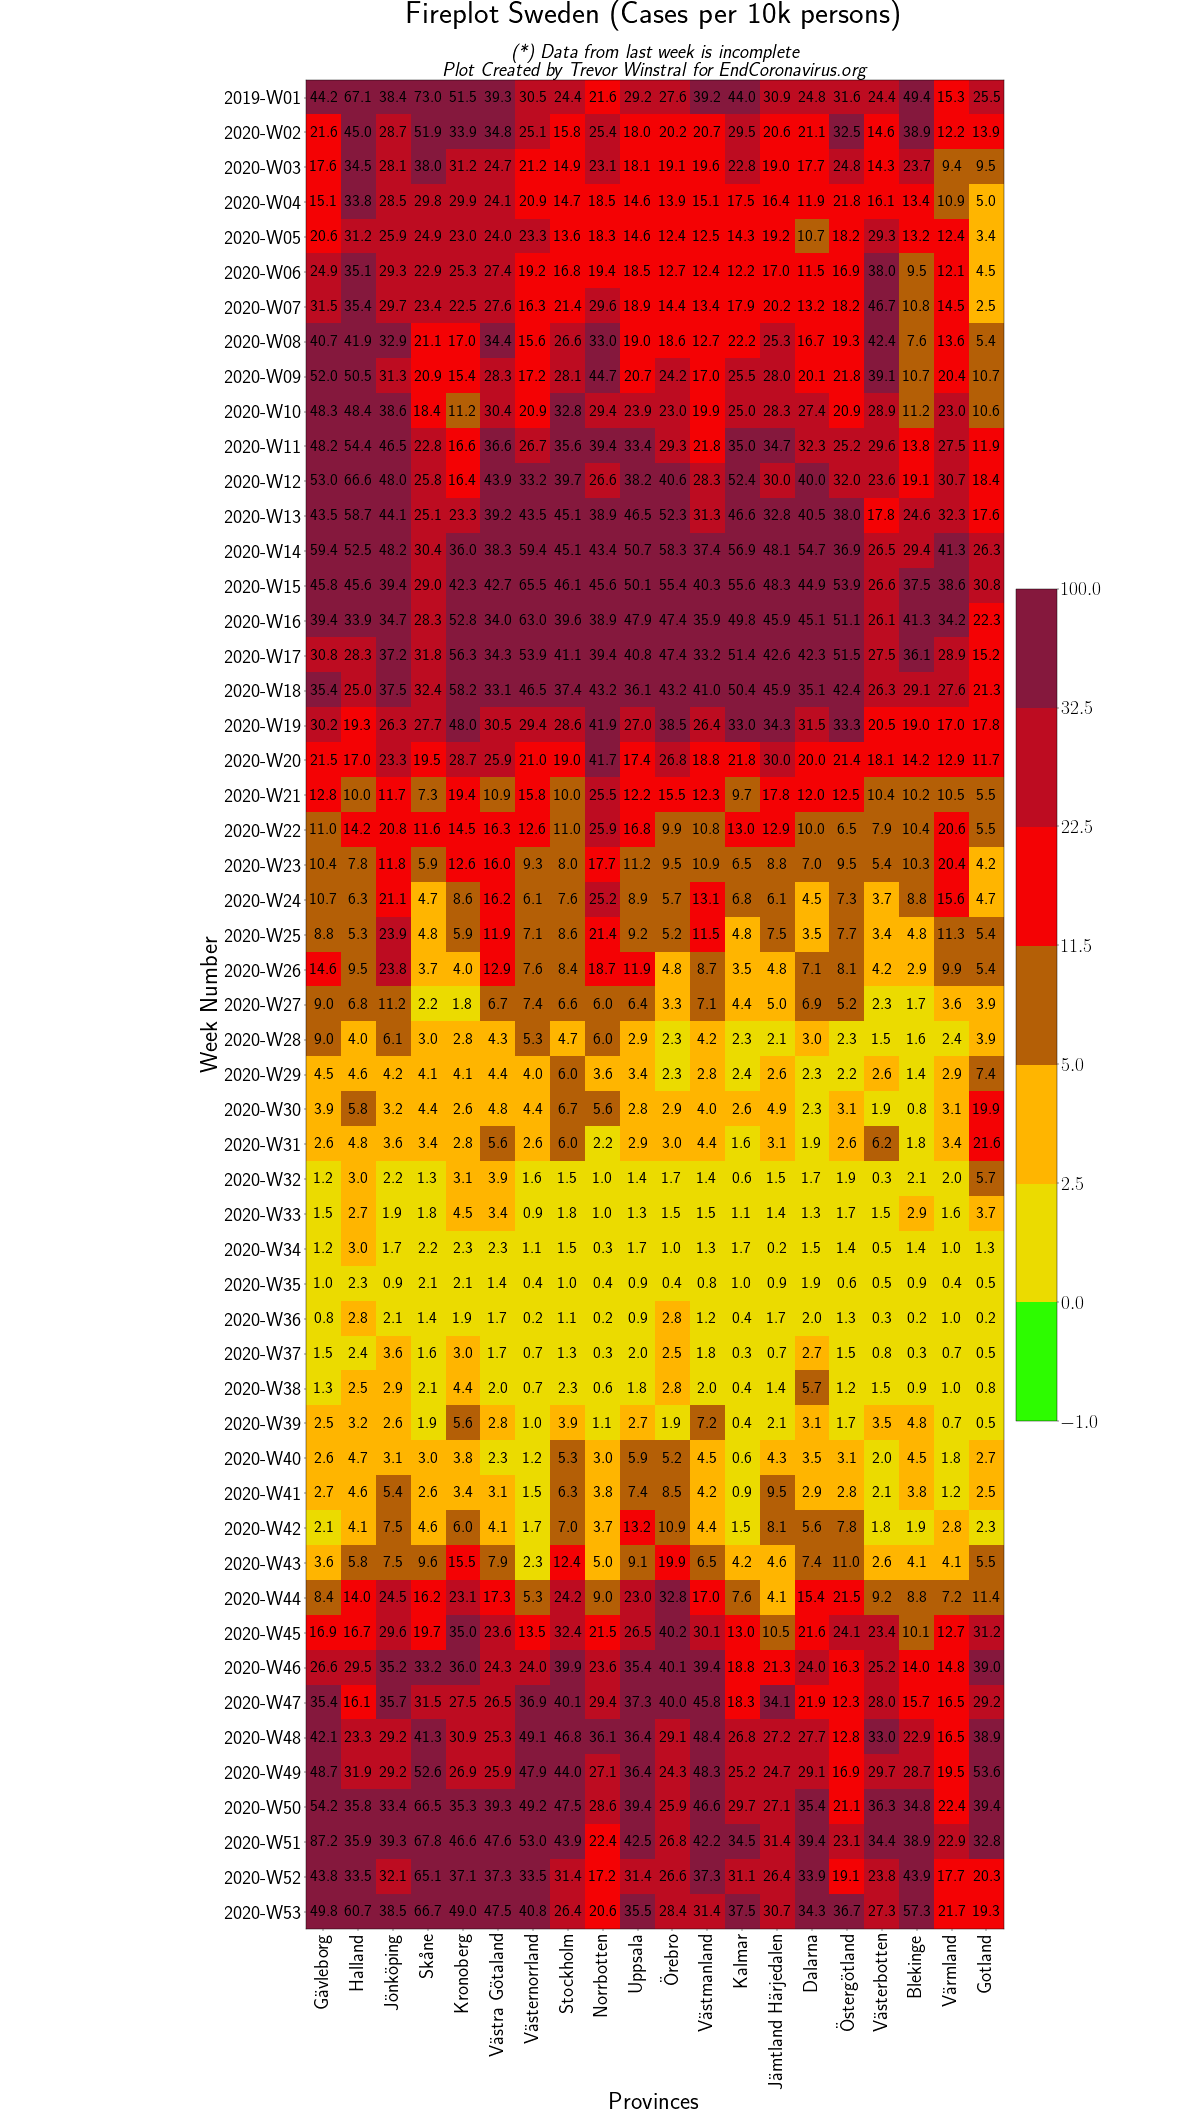 Fireplot Sweden (Cases per 10k persons)
(*) Data from last week is incomplete
Plot Created by Trevor Winstral for EndCoronavirus.org
2019-W01 44.2 67.1 38.4 73.0 51.5 39.3 30.5 24.4 21.6 29.2 27.6 39.2 44.0 30.9 24.8 31.6 24.4 49.4 15.3 25.5
2020-W02 21.6 45.0 28.7 51.9 33.9 34.8 25.1 15.8 25.4 18.0 20.2 20.7 29.5 20.6 21.1 32.5 14.6 38.9 12.2 13.9
2020-W03 17.6 34.5 28.1 38.0 31.2 24.7 21.2 14.9 23.1 18.1 19.1 19.6 22.8 19.0 17.7 24.8 14.3 23.7 9.4 9.5
2020-W04 15.1 33.8 28.5 29.8 29.9 24.1 20.9 14.7 18.5 14.6 13.9 15.1 17.5 16.4 11.9 21.8 16.1 13.4 10.9 5.0
2020-W05 20.6 31.2 25.9 24.9 23.0 24.0 23.3 13.6 18.3 14.6 12.4 12.5 14.3 19.2 10.7 18.2 29.3 13.2 12.4 3.4
2020-W06 24.9 35.1 29.3 22.9 25.3 27.4 19.2 16.8 19.4 18.5 12.7 12.4 12.2 17.0 11.5 16.9 38.0 9.5 12.1 4.5
2020-W07 31.5 35.4 29.7 23.4 22.5 27.6 16.3 21.4 29.6 18.9 14.4 13.4 17.9 20.2 13.2 18.2 46.7 10.8 14.5 2.5
2020-W08 40.7 41.9 32.9 21.1 17.0 34.4 15.6 26.6 33.0 19.0 18.6 12.7 22.2 25.3 16.7 19.3 42.4 7.6 13.6 5.4
2020-W09 52.0 50.5 31.3 20.9 15.4 28.3 17.2 28.1 44.7 20.7 24.2 17.0 25.5 28.0 20.1 21.8 39.1 10.7 20.4 10.7
2020-W10 48.3 48.4 38.6 18.4 11.2 30.4 20.9 32.8 29.4 23.9 23.0 19.9 25.0 28.3 27.4 20.9 28.9 11.2 23.0 10.6
2020-W11 48.2 54.4 46.5 22.8 16.6 36.6 26.7 35.6 39.4 33.4 29.3 21.8 35.0 34.7 32.3 25.2 29.6 13.8 27.5 11.9
2020-W12 53.0 66.6 48.0 25.8 16.4 43.9 33.2 39.7 26.6 38.2 40.6 28.3 52.4 30.0 40.0 32.0 23.6 19.1 30.7 18.4
2020-W13 43.5 58.7 44.1 25.1 23.3 39.2 43.5 45.1 38.9 46.5 52.3 31.3 46.6 32.8 40.5 38.0 17.8 24.6 32.3 17.6
2020-W14 59.4 52.5 48.2 30.4 36.0 38.3 59.4 45.1 43.4 50.7 58.3 37.4 56.9 48.1 54.7 36.9 26.5 29.4 41.3 26.3
2020-W15 45.8 45.6 39.4 29.0 42.3 42.7 65.5 46.1 45.6 50.1 55.4 40.3 55.6 48.3 44.9 53.9 26.6 37.5 38.6 30.8
2020-W16 39.4 33.9 34.7 28.3 52.8 34.0 63.0 39.6 38.9 47.9 47.4 35.9 49.8 45.9 45.1 51.1 26.1 41.3 34.2 22.3
2020-W17 30.8 28.3 37.2 31.8 56.3 34.3 53.9 41.1 39.4 40.8 47.4 33.2 51.4 42.6 42.3 51.5 27.5 36.1 28.9 15.2
2020-W18 35.4 25.0 37.5 32.4 58.2 33.1 46.5 37.4 43.2 36.1 43.2 41.0 50.4 45.9 35.1 42.4 26.3 29.1 27.6 21.3
2020-W19 30.2 19.3 26.3 27.7 48.0 30.5 29.4 28.6 41.9 27.0 38.5 26.4 33.0 34.3 31.5 33.3 20.5 19.0 17.0 17.8
2020-W20 21.5 17.0 23.3 19.5 28.7 25.9 21.0 19.0 41.7 17.4 26.8 18.8 21.8 30.0 20.0 21.4 18.1 14.2 12.9 11.7
2020-W21 12.8 10.0 11.7 7.3 19.4 10.9 15.8 10.0 25.5 12.2 15.5 12.3 9.7 17.8 12.0 12.5 10.4 10.2 10.5 5.5
2020-W22 11.0 14.2 20.8 11.6 14.5 16.3 12.6 11.0 25.9 16.8 9.9 10.8 13.0 12.9 10.0 6.5 7.9 10.4 20.6 5.5
2020-W23 10.4 7.8 11.8 5.9 12.6 16.0 9.3 8.0 17.7 11.2 9.5 10.9 6.5 8.8 7.0 9.5 5.4 10.3 20.4 4.2
2020-W24 10.7 6.3 21.1 4.7 8.6 16.2 6.1 7.6 25.2 8.9 5.7 13.1 6.8 6.1 4.5 7.3 3.7 8.8 15.6 4.7
2020-W25 8.8 5.3 23.9 4.8 5.9 11.9 7.1 8.6 21.4 9.2 5.2 11.5 4.8 7.5 3.5 7.7 3.4 4.8 11.3 5.4
2020-W26 14.6 9.5 23.8 3.7 4.0 12.9 7.6 8.4 18.7 11.9 4.8 8.7 3.5 4.8 7.1 8.1 4.2 2.9 9.9 5.4
2020-W27 9.0 6.8 11.2 2.2 1.8 6.7 7.4 6.6 6.0 6.4 3.3 7.1 4.4 5.0 6.9 5.2 2.3 1.7 3.6 3.9
2020-W28 9.0 4.0 6.1 3.0 2.8 4.3 5.3 4.7 6.0 2.9 2.3 4.2 2.3 2.1 3.0 2.3 1.5 1.6 2.4 3.9
2020-W29 4.5 4.6 4.2 4.1 4.1 4.4 4.0 6.0 3.6 3.4 2.3 2.8 2.4 2.6 2.3 2.2 2.6 1.4 2.9 7.4
2020-W30 3.9 5.8 3.2 4.4 2.6 4.8 4.4 6.7 5.6 2.8 2.9 4.0 2.6 4.9 2.3 3.1 1.9 0.8 3.1 19.9
2020-W31 2.6 4.8 3.6 3.4 2.8 5.6 2.6 6.0 2.2 2.9 3.0 4.4 1.6 3.1 1.9 2.6 6.2 1.8 3.4 21.6
2020-W32 1.2 3.0 2.2 1.3 3.1 3.9 1.6 1.5 1.0 1.4 1.7 1.4 0.6 1.5 1.7 1.9 0.3 2.1 2.0 5.7
2020-W33 1.5 2.7 1.9 1.8 4.5 3.4 0.9 1.8 1.0 1.3 1.5 1.5 1.1 1.4 1.3 1.7 1.5 2.9 1.6 3.7
2020-W34 1.2 3.0 1.7 2.2 2.3 2.3 1.1 1.5 0.3 1.7 1.0 1.3 1.7 0.2 1.5 1.4 0.5 1.4 1.0 1.3
2020-W35 1.0 2.3 0.9 2.1 2.1 1.4 0.4 1.0 0.4 0.9 0.4 0.8 1.0 0.9 1.9 0.6 0.5 0.9 0.4 0.5
2020-W36 0.8 2.8 2.1 1.4 1.9 1.7 0.2 1.1 0.2 0.9 2.8 1.2 0.4 1.7 2.0 1.3 0.3 0.2 1.0 0.2
2020-W37 1.5 2.4 3.6 1.6 3.0 1.7 0.7 1.3 0.3 2.0 2.5 1.8 0.3 0.7 2.7 1.5 0.8 0.3 0.7 0.5
2020-W38 1.3 2.5 2.9 2.1 4.4 2.0 0.7 2.3 0.6 1.8 2.8 2.0 0.4 1.4 5.7 1.2 1.5 0.9 1.0 0.8
2020-W39 2.5 3.2 2.6 1.9 5.6 2.8 1.0 3.9 1.1 2.7 1.9 7.2 0.4 2.1 3.1 1.7 3.5 4.8 0.7 0.5
2020-W40 2.6 4.7 3.1 3.0 3.8 2.3 1.2 5.3 3.0 5.9 5.2 4.5 0.6 4.3 3.5 3.1 2.0 4.5 1.8 2.7
2020-W41 2.7 4.6 5.4 2.6 3.4 3.1 1.5 6.3 3.8 7.4 8.5 4.2 0.9 9.5 2.9 2.8 2.1 3.8 1.2 2.5
2020-W42 2.1 4.1 7.5 4.6 6.0 4.1 1.7 7.0 3.7 13.2 10.9 4.4 1.5 8.1 5.6 7.8 1.8 1.9 2.8 2.3
2020-W43 3.6 5.8 7.5 9.6 15.5 7.9 2.3 12.4 5.0 9.1 19.9 6.5 4.2 4.6 7.4 11.0 2.6 4.1 4.1 5.5
2020-W44 8.4 14.0 24.5 16.2 23.1 17.3 5.3 24.2 9.0 23.0 32.8 17.0 7.6 4.1 15.4 21.5 9.2 8.8 7.2 11.4
2020-W45 16.9 16.7 29.6 19.7 35.0 23.6 13.5 32.4 21.5 26.5 40.2 30.1 13.0 10.5 21.6 24.1 23.4 10.1 12.7 31.2
2020-W46 26.6 29.5 35.2 33.2 36.0 24.3 24.0 39.9 23.6 35.4 40.1 39.4 18.8 21.3 24.0 16.3 25.2 14.0 14.8 39.0
2020-W47 35.4 16.1 35.7 31.5 27.5 26.5 36.9 40.1 29.4 37.3 40.0 45.8 18.3 34.1 21.9 12.3 28.0 15.7 16.5 29.2
2020-W48 42.1 23.3 29.2 41.3 30.9 25.3 49.1 46.8 36.1 36.4 29.1 48.4 26.8 27.2 27.7 12.8 33.0 22.9 16.5 38.9
2020-W49 48.7 31.9 29.2 52.6 26.9 25.9 47.9 44.0 27.1 36.4 24.3 48.3 25.2 24.7 29.1 16.9 29.7 28.7 19.5 53.6
2020-W50 54.2 35.8 33.4 66.5 35.3 39.3 49.2 47.5 28.6 39.4 25.9 46.6 29.7 27.1 35.4 21.1 36.3 34.8 22.4 39.4
2020-W51 87.2 35.9 39.3 67.8 46.6 47.6 53.0 43.9 22.4 42.5 26.8 42.2 34.5 31.4 39.4 23.1 34.4 38.9 22.9 32.8
2020-W52 43.8 33.5 32.1 65.1 37.1 37.3 33.5 31.4 17.2 31.4 26.6 37.3 31.1 26.4 33.9 19.1 23.8 43.9 17.7 20.3
2020-W53 49.8 60.7 38.5 66.7 49.0 47.5 40.8 26.4 20.6 35.5 28.4 31.4 37.5 30.7 34.3 36.7 27.3 57.3 21.7 19.3
Week Number
Gävleborg
Halland
Jönköping
Skåne
Kronoberg
Västra Götaland
Västernorrland
Stockholm
Norrbotten
Uppsala
Örebro
Västmanland
Kalmar
Jämtland Härjedalen
Dalarna
Östergötland
Västerbotten
Blekinge
Värmland
Gotland
Provinces
100.0
32.5
22.5
11.5
5.0
2.5
0.0
−1.0